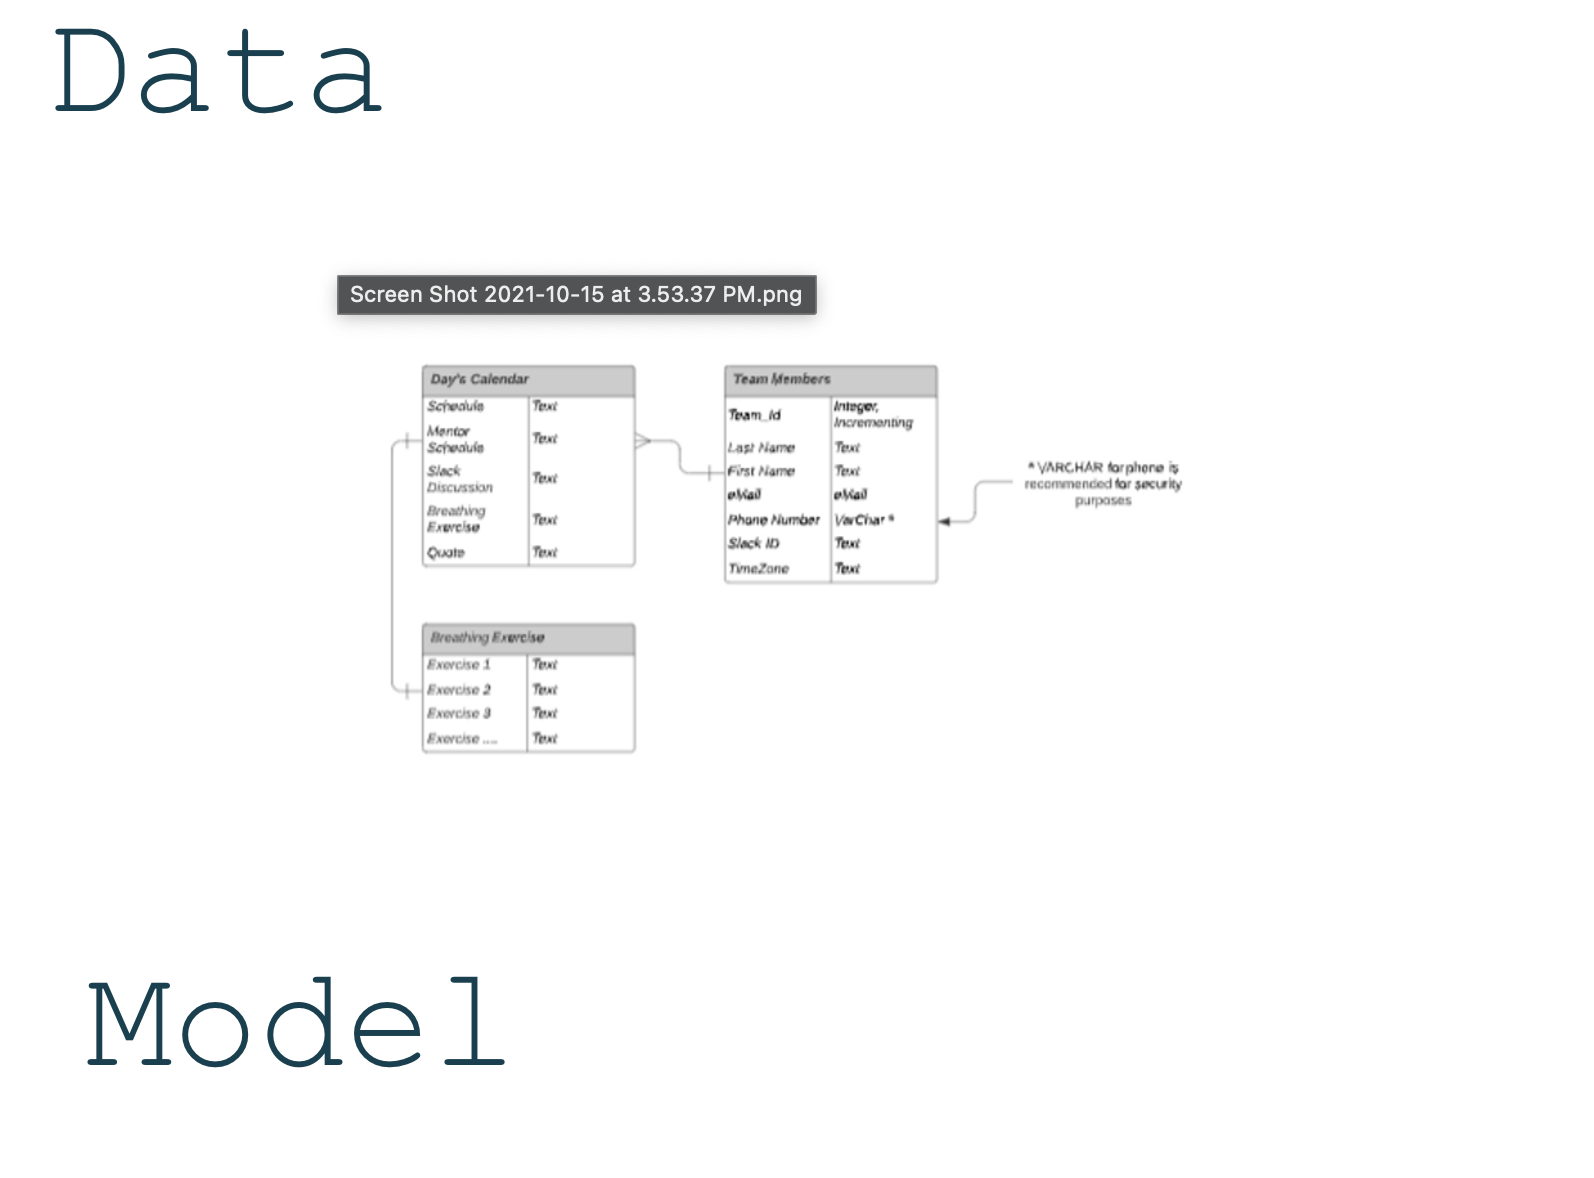 Data
Screen Shot 2021-10-15 at 3.53.37 PM.png
Day's Calendar
Schedule Text
Mentor
Schedule Text
Slack
Discussion Text
Breathing
Exercise Text
Quote Text
Team Members
Team_Id Integer,
Incrementing
Last Name Text
First Name Text
eMail eMail
Phone Number VarChar *
Slack ID Text
TimeZone Text
* VARCHAR for phone is
recommended for security
purposes
Breathing Exercise
Exercise 1 Text
Exercise 2 Text
Exercise 3 Text
Exercise .... Text
Model